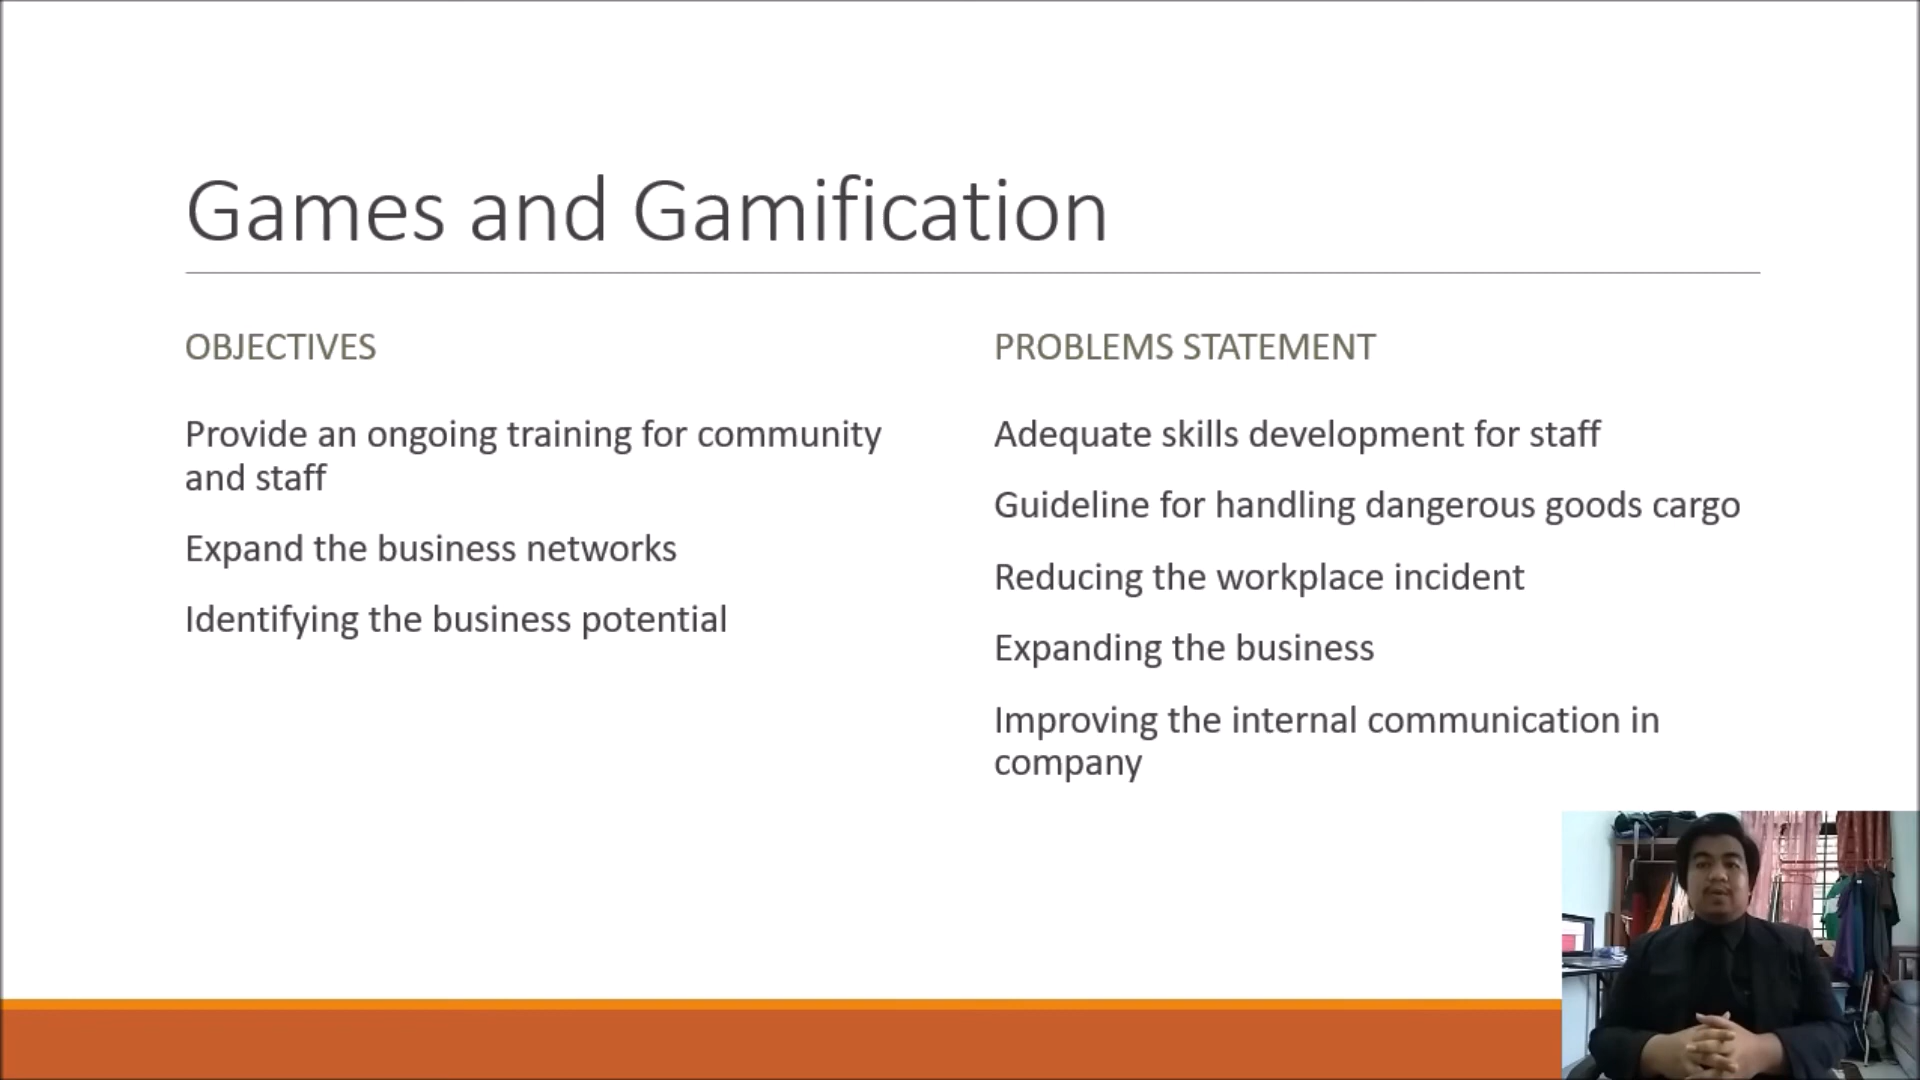 Games and Gamification
OBJECTIVES
Provide an ongoing training for community
and staff
Expand the business networks
Identifying the business potential
PROBLEMS STATEMENT
Adequate skills development for staff
Guideline for handling dangerous goods cargo
Reducing the workplace incident
Expanding the business
Improving the internal communication in
company